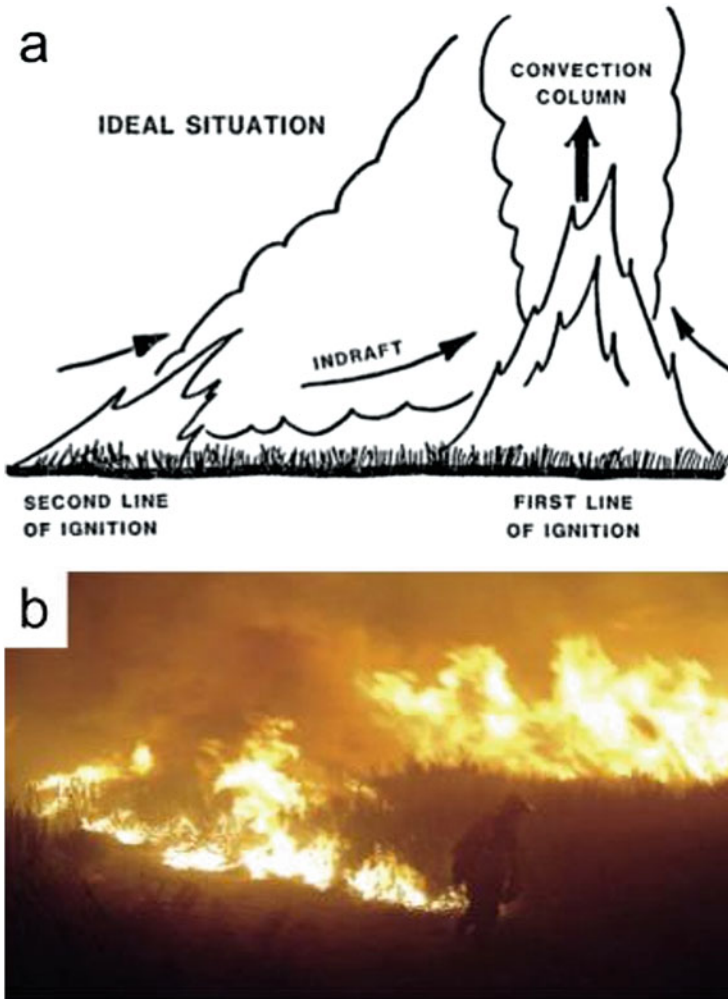 a
IDEAL SITUATION
CONVECTION
COLUMN
INDRAFT
SECOND LINE
OF IGNITION
FIRST LINE
OF IGNITION
b